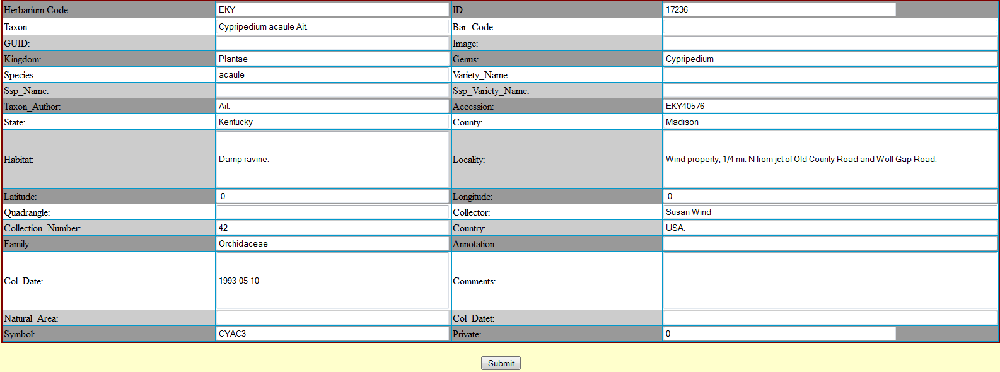 Herbarium Code: EKY ID: 17236
Taxon: Cypripedium acaule Ait. Bar_Code:
GUID: Image:
Kingdom: Plantae Genus: Cypripedium
Species: acaule Variety_Name:
Ssp_Name: Ssp_Variety_Name:
Taxon_Author: Ait. Accession: EKY40576
State: Kentucky County: Madison
Habitat: Damp ravine. Locality: Wind property, 1/4 mi. N from jct of Old County Road and Wolf Gap Road.
Latitude: 0 Longitude: 0
Quadrangle: Collector: Susan Wind
Collection_Number: 42 Country: USA.
Family: Orchidaceae Annotation:
Col_Date: 1993-05-10 Comments:
Natural_Area: Col_Datet:
Symbol: CYAC3 Private: 0
Submit